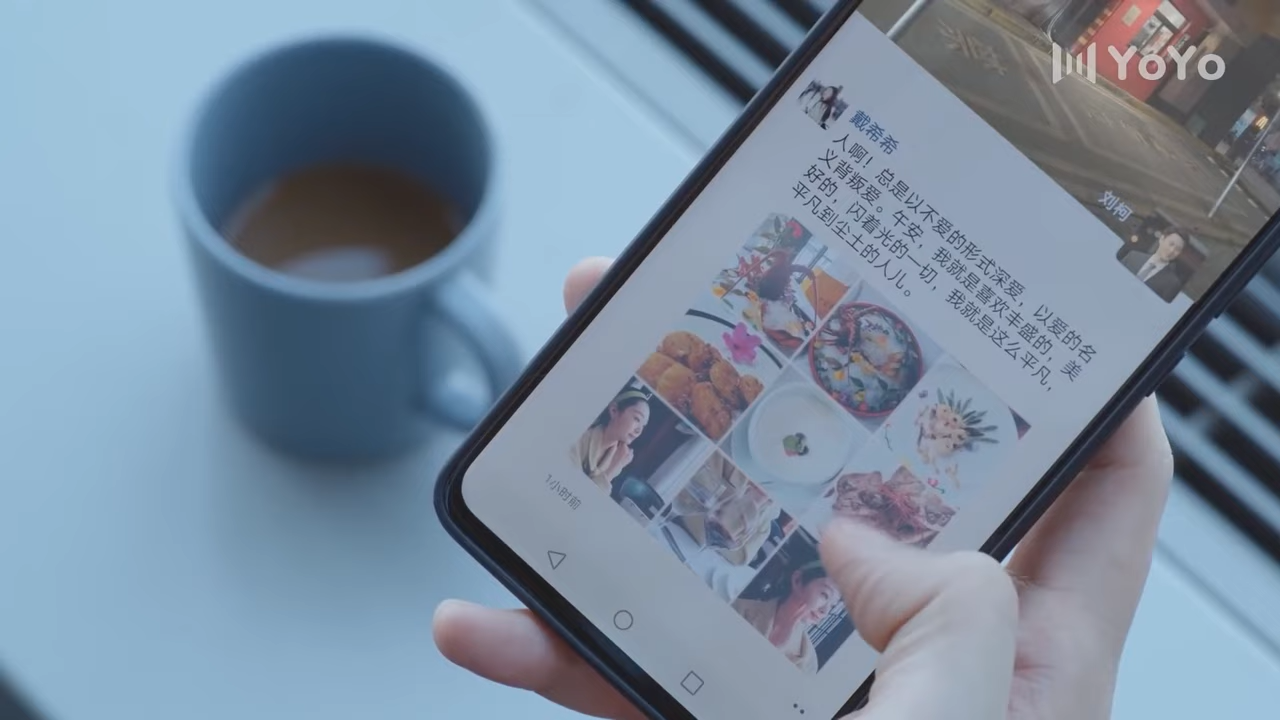 YoYo
刘柯
戴希希
人啊！总是以不爱的形式深爱，以爱的名
义背叛爱。午安，我就是喜欢丰盛的，美
好的，闪着光的一切，我就是这么平凡，
平凡到尘土的人儿。
1小时前